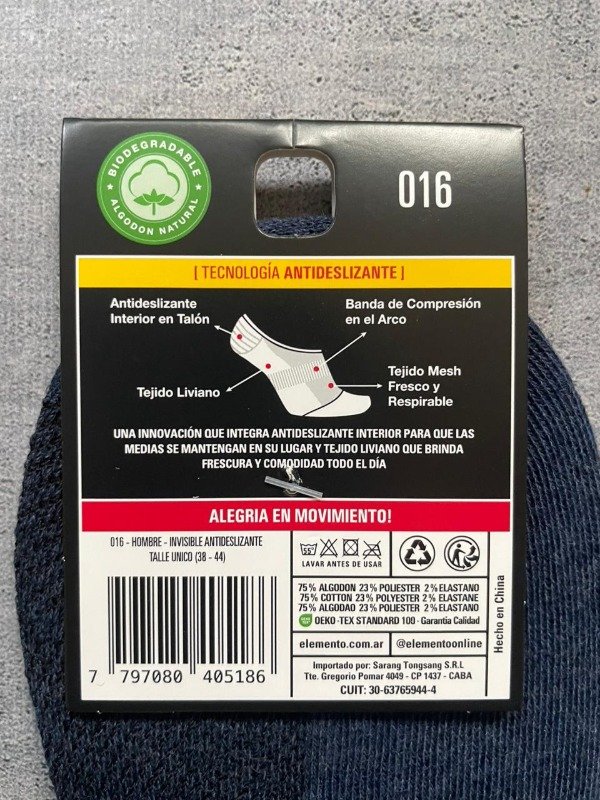 BIODEGRADABLE
ALGODON NATURAL
016
[ TECNOLOGÍA ANTIDESLIZANTE ]
Antideslizante
Interior en Talón
Banda de Compresión
en el Arco
Tejido Liviano
Tejido Mesh
Fresco y
Respirable
UNA INNOVACIÓN QUE INTEGRA ANTIDESLIZANTE INTERIOR PARA QUE LAS
MEDIAS SE MANTENGAN EN SU LUGAR Y TEJIDO LIVIANO QUE BRINDA
FRESCURA Y COMODIDAD TODO EL DÍA
ALEGRIA EN MOVIMIENTO!
016 - HOMBRE - INVISIBLE ANTIDESLIZANTE
TALLE UNICO (38 - 44)
7 797080 405186
LAVAR ANTES DE USAR
75% ALGODON 23% POLIESTER 2% ELASTANO
75% COTTON 23% POLYESTER 2% ELASTANE
75% ALGODAO 23% POLIESTER 2% ELASTANO
OEKO -TEX STANDARD 100 - Garantía Calidad
elemento.com.ar
@elementoonline
Importado por: Sarang Tongsang S.R.L
Tte. Gregorio Pomar 4049 - CP 1437 - CABA
CUIT: 30-63765944-4
Hecho en China